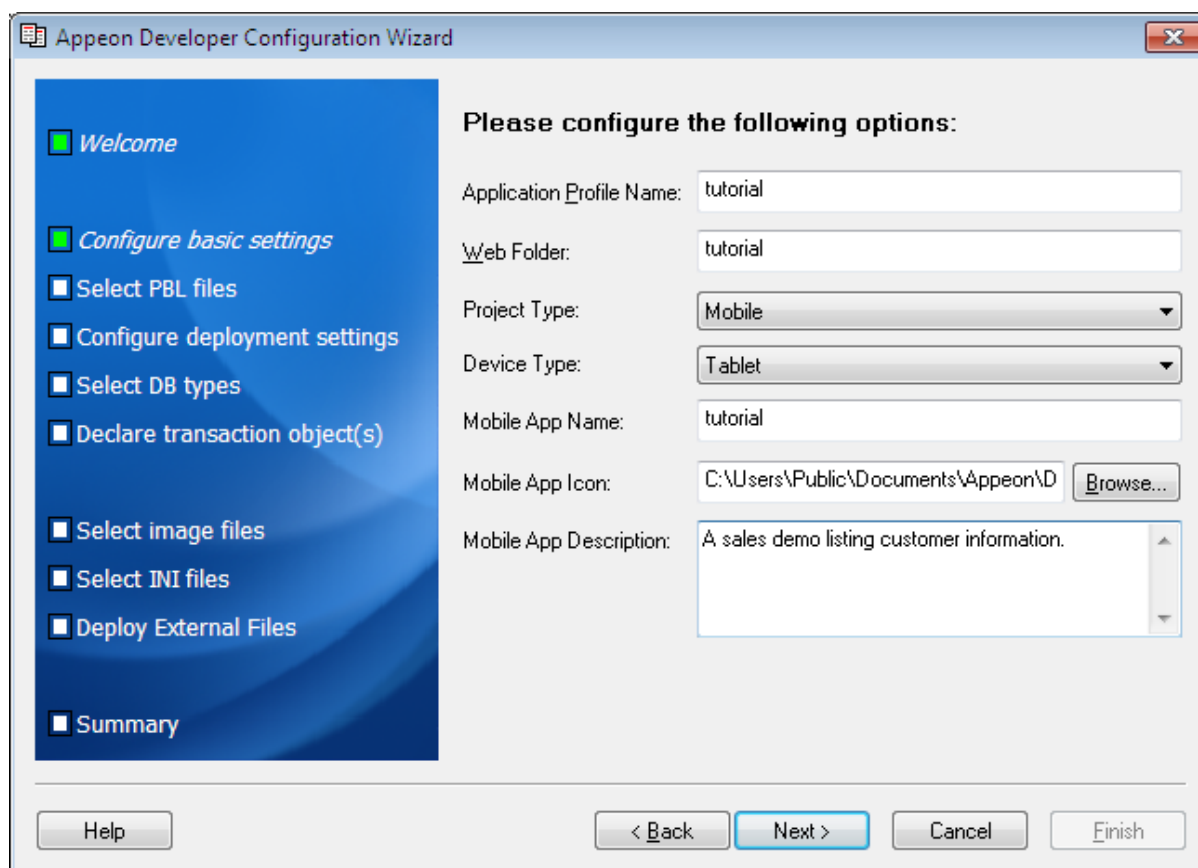 Appeon Developer Configuration Wizard
Welcome
Configure basic settings
Select PBL files
Configure deployment settings
Select DB types
Declare transaction object(s)
Select image files
Select INI files
Deploy External Files
Summary
Please configure the following options:
Application Profile Name: tutorial
Web Folder: tutorial
Project Type: Mobile
Device Type: Tablet
Mobile App Name: tutorial
Mobile App Icon: C:\Users\Public\Documents\Appeon\D Browse...
Mobile App Description: A sales demo listing customer information.
Help < Back Next > Cancel Finish